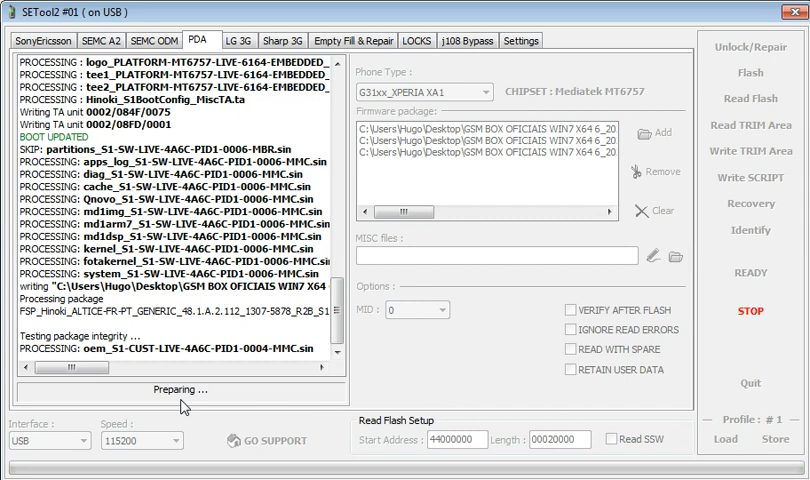 SETool2 #01 ( on USB )
SonyEricsson
SEMC A2
SEMC ODM
PDA
LG 3G
Sharp 3G
Empty Fill & Repair
LOCKS
j108 Bypass
Settings
PROCESSING : logo_PLATFORM-MT6757-LIVE-6164-EMBEDDED_
PROCESSING : tee1_PLATFORM-MT6757-LIVE-6164-EMBEDDED_
PROCESSING : tee2_PLATFORM-MT6757-LIVE-6164-EMBEDDED_
PROCESSING : Hinoki_S1BootConfig_MiscTA.ta
Writing TA unit 0002/084F/0075
Writing TA unit 0002/08FD/0001
BOOT UPDATED
SKIP: partitions_S1-SW-LIVE-4A6C-PID1-0006-MBR.sin
PROCESSING: apps_log_S1-SW-LIVE-4A6C-PID1-0006-MMC.sin
PROCESSING: diag_S1-SW-LIVE-4A6C-PID1-0006-MMC.sin
PROCESSING: cache_S1-SW-LIVE-4A6C-PID1-0006-MMC.sin
PROCESSING: Qnovo_S1-SW-LIVE-4A6C-PID1-0006-MMC.sin
PROCESSING: md1img_S1-SW-LIVE-4A6C-PID1-0006-MMC.sin
PROCESSING: md1arm7_S1-SW-LIVE-4A6C-PID1-0006-MMC.sin
PROCESSING: md1dsp_S1-SW-LIVE-4A6C-PID1-0006-MMC.sin
PROCESSING: kernel_S1-SW-LIVE-4A6C-PID1-0006-MMC.sin
PROCESSING: fotakernel_S1-SW-LIVE-4A6C-PID1-0006-MMC.sin
PROCESSING: system_S1-SW-LIVE-4A6C-PID1-0006-MMC.sin
writing "C:\Users\Hugo\Desktop\GSM BOX OFICIAIS WIN7 X64 6
Processing package
FSP_Hinoki_ALTICE-FR-PT_GENERIC_48.1.A.2.112_1307-5878_R2B_S1
Testing package integrity ...
PROCESSING: oem_S1-CUST-LIVE-4A6C-PID1-0004-MMC.sin
Preparing ...
Phone Type :
G31xx_XPERIA XA1
CHIPSET : Mediatek MT6757
Firmware package:
C:\Users\Hugo\Desktop\GSM BOX OFICIAIS WIN7 X64 6_20
C:\Users\Hugo\Desktop\GSM BOX OFICIAIS WIN7 X64 6_20
C:\Users\Hugo\Desktop\GSM BOX OFICIAIS WIN7 X64 6_20
Add
Remove
Clear
MISC files :
Options :
MID :
0
VERIFY AFTER FLASH
IGNORE READ ERRORS
READ WITH SPARE
RETAIN USER DATA
Interface :
USB
Speed :
115200
GO SUPPORT
Read Flash Setup
Start Address :
44000000
Length :
00020000
Read SSW
Unlock/Repair
Flash
Read Flash
Read TRIM Area
Write TRIM Area
Write SCRIPT
Recovery
Identify
READY
STOP
Quit
Profile : # 1
Load
Store